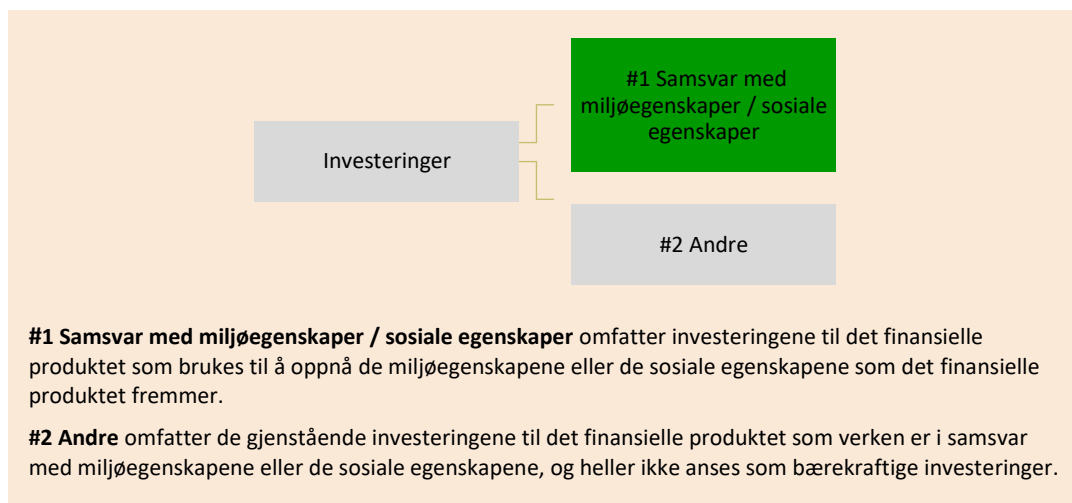 #1 Samsvar med
miljøegenskaper / sosiale
egenskaper
Investeringer
#2 Andre
#1 Samsvar med miljøegenskaper / sosiale egenskaper omfatter investeringene til det finansielle
produktet som brukes til å oppnå de miljøegenskapene eller de sosiale egenskapene som det finansielle
produktet fremmer.
#2 Andre omfatter de gjenstående investeringene til det finansielle produktet som verken er i samsvar
med miljøegenskapene eller de sosiale egenskapene, og heller ikke anses som bærekraftige investeringer.